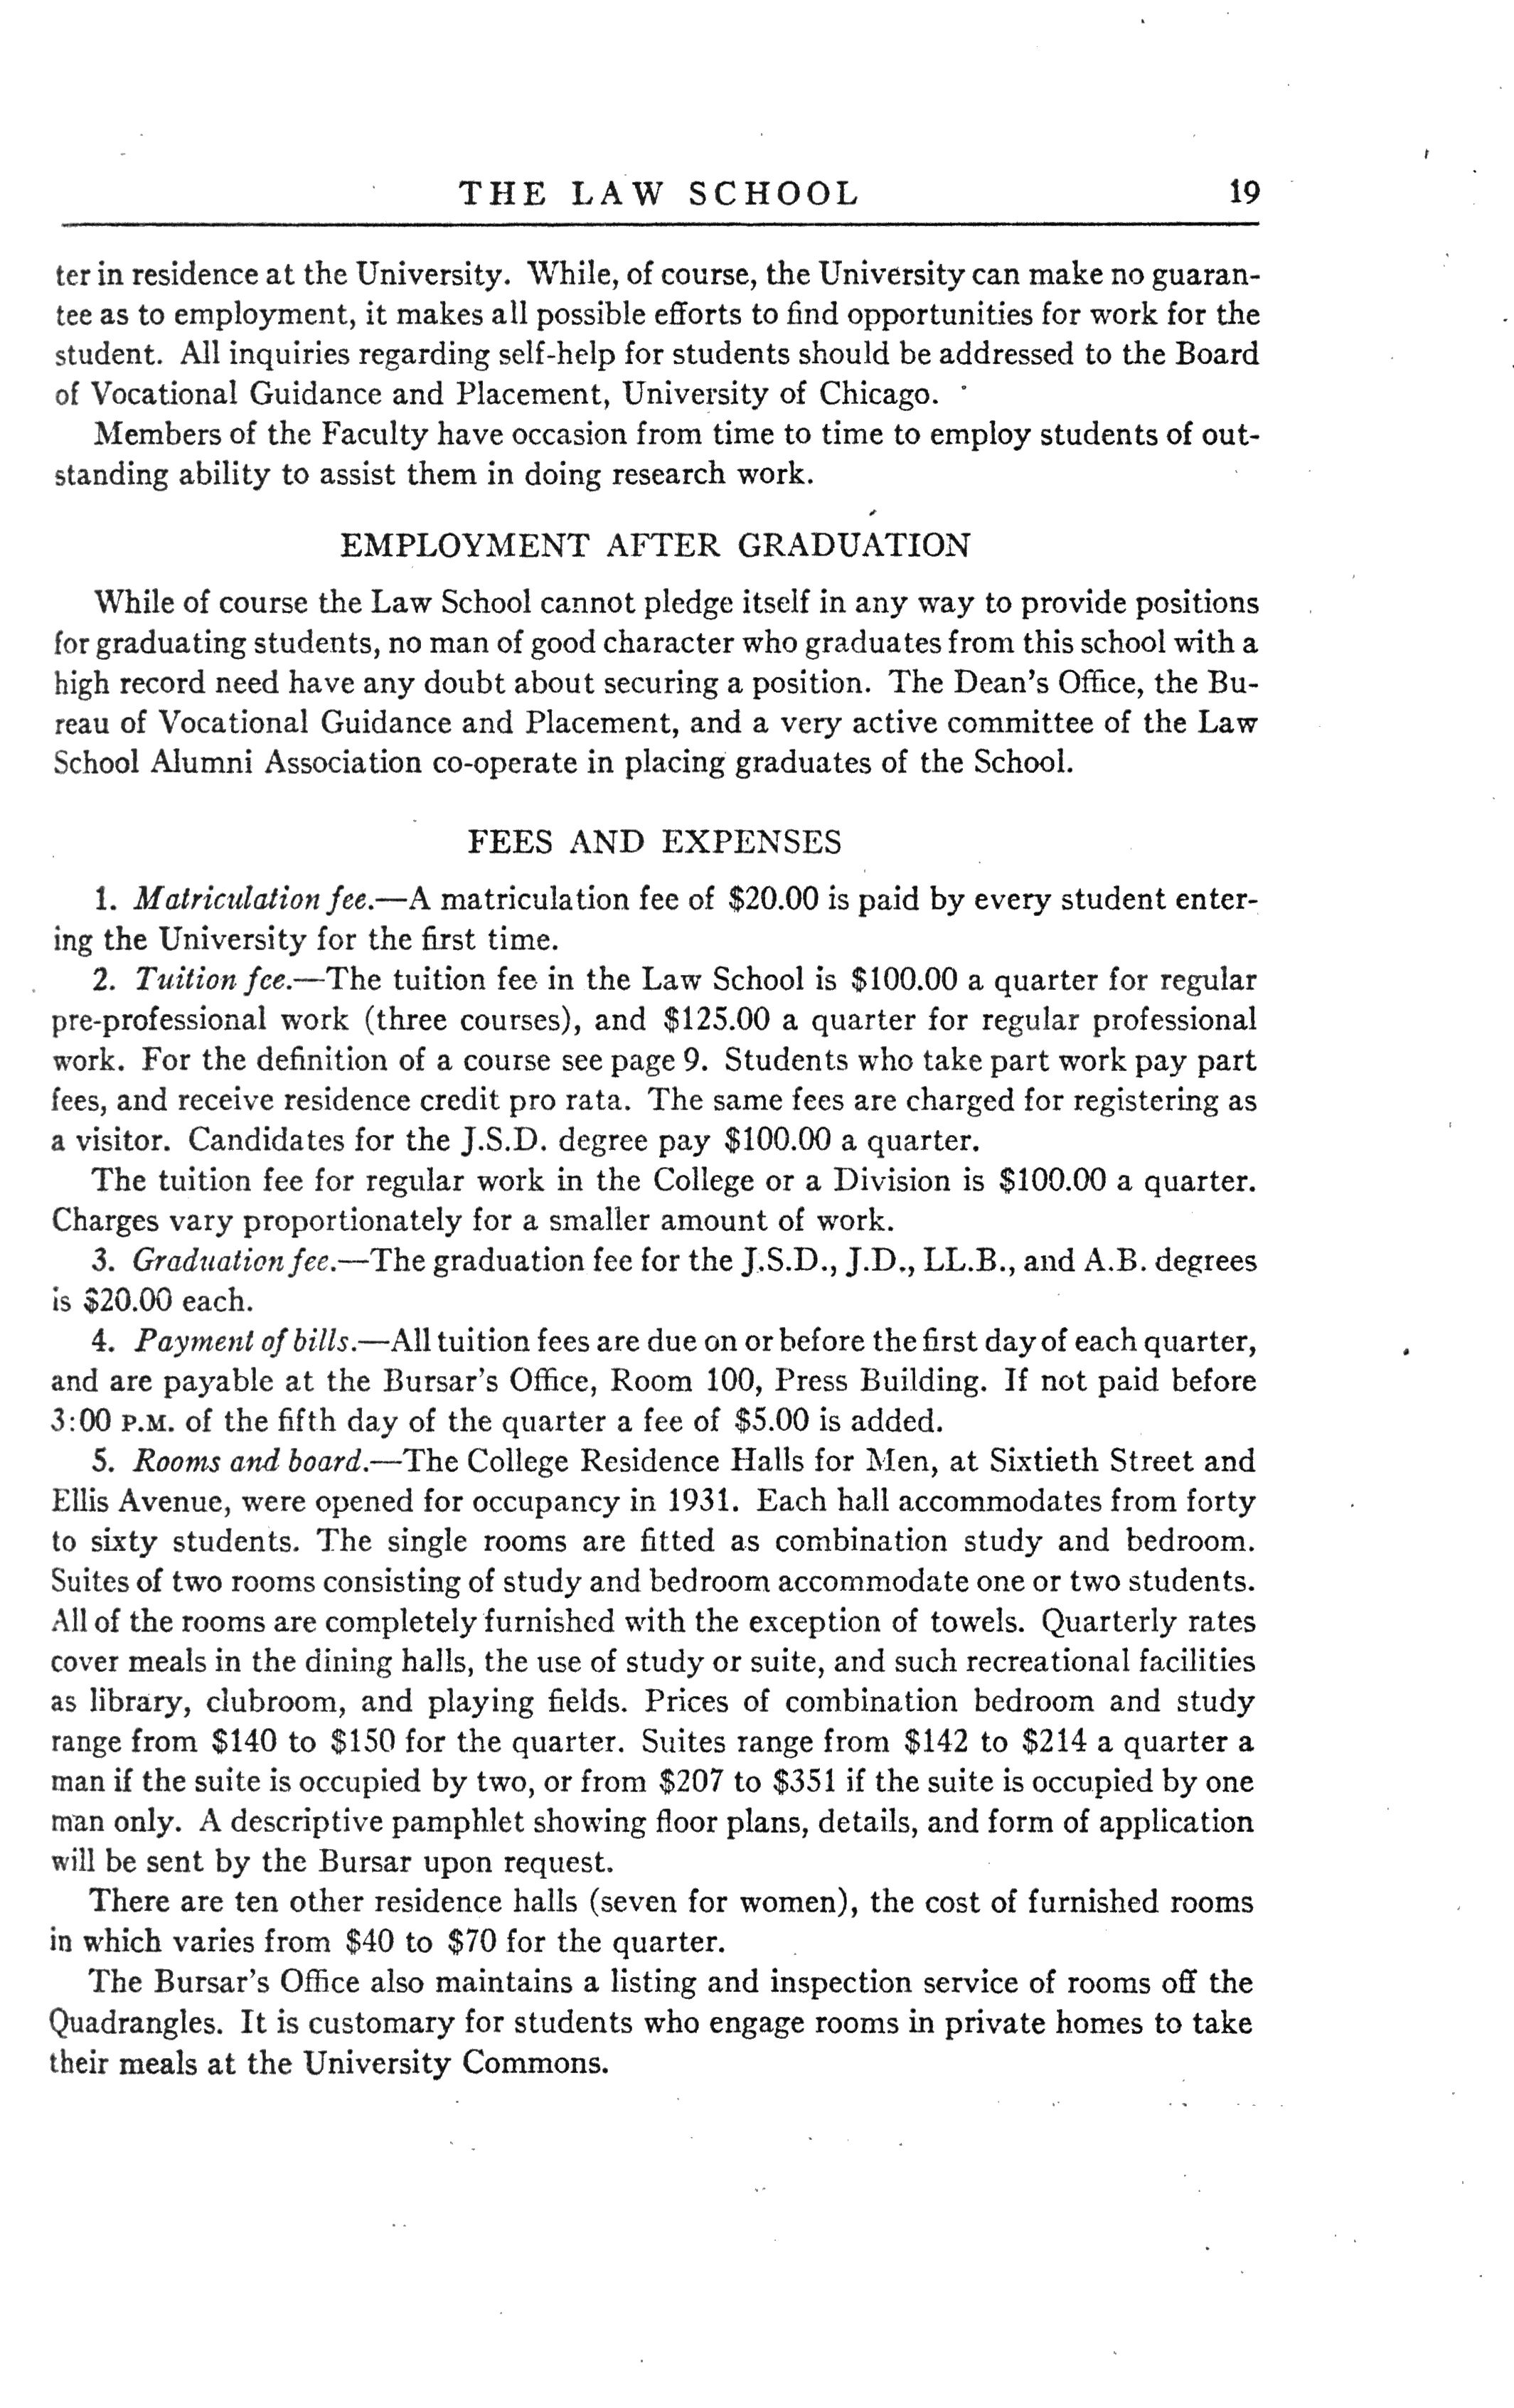 THE LAW SCHOOL 19
ter in residence at the University. While, of course, the University can make no guaran-
tee as to employment, it makes all possible efforts to find opportunities for work for the
student. All inquiries regarding self-help for students should be addressed to the Board
of Vocational Guidance and Placement, University of Chicago.
Members of the Faculty have occasion from time to time to employ students of out-
standing ability to assist them in doing research work.
EMPLOYMENT AFTER GRADUATION
While of course the Law School cannot pledge itself in any way to provide positions
for graduating students, no man of good character who graduates from this school with a
high record need have any doubt about securing a position. The Dean's Office, the Bu-
reau of Vocational Guidance and Placement, and a very active committee of the Law
School Alumni Association co-operate in placing graduates of the School.
FEES AND EXPENSES
1. Matriculation fee.—A matriculation fee of $20.00 is paid by every student enter-
ing the University for the first time.
2. Tuition fee.—The tuition fee in the Law School is $100.00 a quarter for regular
pre-professional work (three courses), and $125.00 a quarter for regular professional
work. For the definition of a course see page 9. Students who take part work pay part
fees, and receive residence credit pro rata. The same fees are charged for registering as
a visitor. Candidates for the J.S.D. degree pay $100.00 a quarter.
The tuition fee for regular work in the College or a Division is $100.00 a quarter.
Charges vary proportionately for a smaller amount of work.
3. Graduation fee.—The graduation fee for the J.S.D., J.D., LL.B., and A.B. degrees
is $20.00 each.
4. Payment of bills.—All tuition fees are due on or before the first day of each quarter,
and are payable at the Bursar's Office, Room 100, Press Building. If not paid before
3:00 P.M. of the fifth day of the quarter a fee of $5.00 is added.
5. Rooms and board.—The College Residence Halls for Men, at Sixtieth Street and
Ellis Avenue, were opened for occupancy in 1931. Each hall accommodates from forty
to sixty students. The single rooms are fitted as combination study and bedroom.
Suites of two rooms consisting of study and bedroom accommodate one or two students.
All of the rooms are completely furnished with the exception of towels. Quarterly rates
cover meals in the dining halls, the use of study or suite, and such recreational facilities
as library, clubroom, and playing fields. Prices of combination bedroom and study
range from $140 to $150 for the quarter. Suites range from $142 to $214 a quarter a
man if the suite is occupied by two, or from $207 to $351 if the suite is occupied by one
man only. A descriptive pamphlet showing floor plans, details, and form of application
will be sent by the Bursar upon request.
There are ten other residence halls (seven for women), the cost of furnished rooms
in which varies from $40 to $70 for the quarter.
The Bursar's Office also maintains a listing and inspection service of rooms off the
Quadrangles. It is customary for students who engage rooms in private homes to take
their meals at the University Commons.